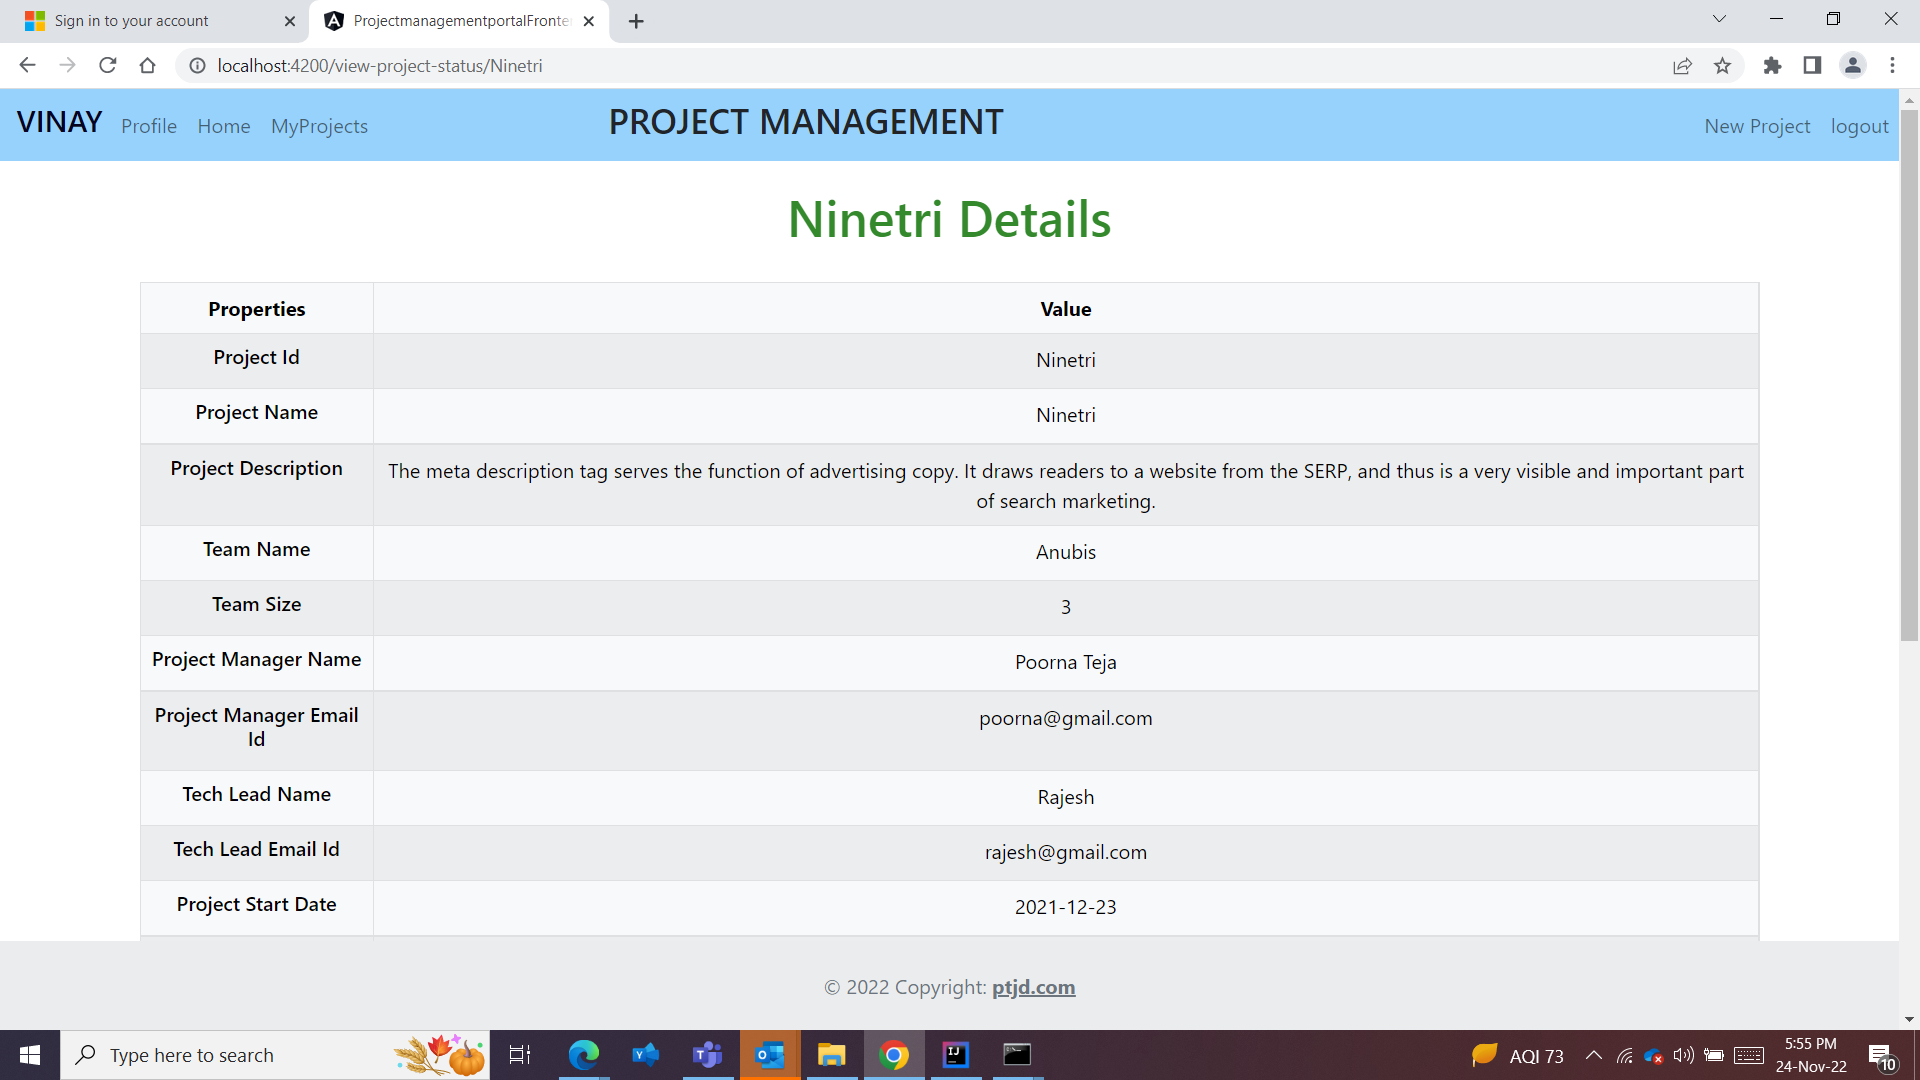 Sign in to your account
ProjectmanagementportalFronte
localhost:4200/view-project-status/Ninetri
VINAY Profile Home MyProjects PROJECT MANAGEMENT New Project logout
Ninetri Details
Properties Value
Project Id Ninetri
Project Name Ninetri
Project Description The meta description tag serves the function of advertising copy. It draws readers to a website from the SERP, and thus is a very visible and important part
of search marketing.
Team Name Anubis
Team Size 3
Project Manager Name Poorna Teja
Project Manager Email poorna@gmail.com
Id
Tech Lead Name Rajesh
Tech Lead Email Id rajesh@gmail.com
Project Start Date 2021-12-23
© 2022 Copyright: ptjd.com
Type here to search
AQI 73
5:55 PM
24-Nov-22
10